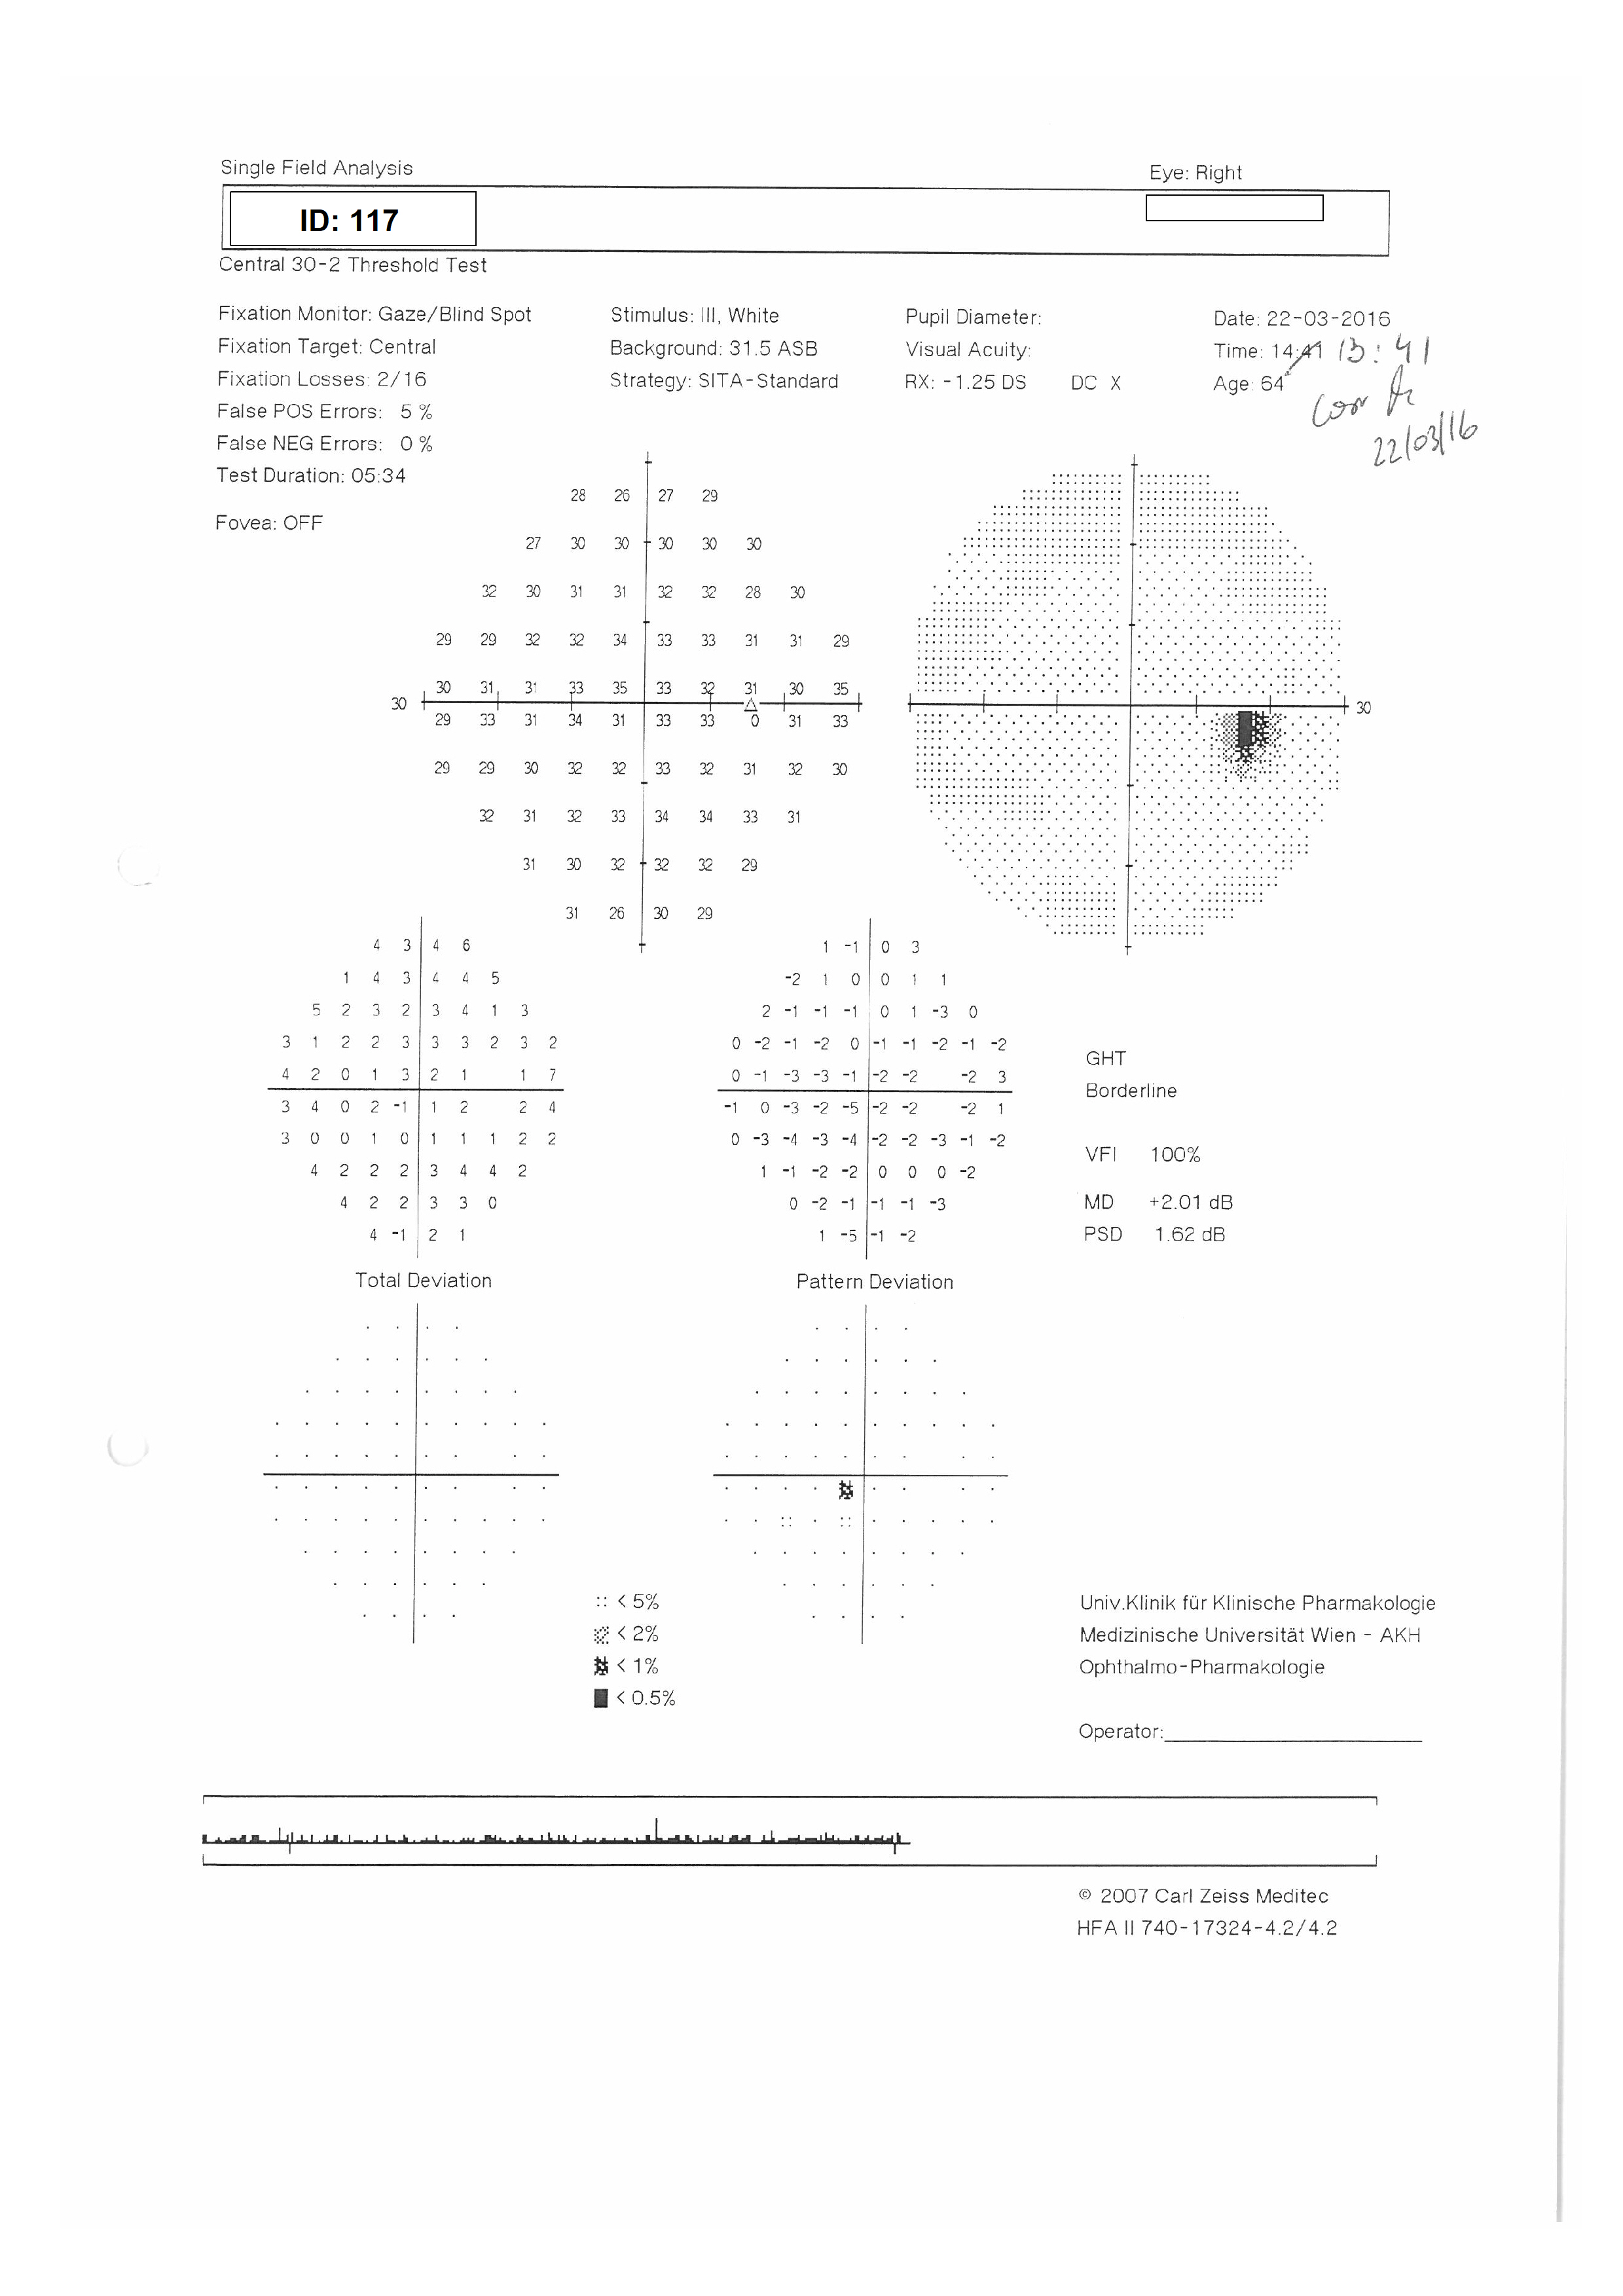 Single Field Analysis
Eye: Right
ID: 117
Central 30-2 Threshold Test
Fixation Monitor: Gaze/Blind Spot
Fixation Target: Central
Fixation Losses: 2/16
False POS Errors: 5 %
False NEG Errors: 0 %
Test Duration: 05:34
Fovea: OFF
Stimulus: III, White
Background: 31.5 ASB
Strategy: SITA-Standard
Pupil Diameter:
Visual Acuity:
RX: -1.25 DS DC X
Date: 22-03-2016
Time: 14:41 13:41
Age: 64
22/03/16
28 26 27 29
27 30 30 30 30 30
32 30 31 31 32 32 28 30
29 29 32 32 34 33 33 31 31 29
30 31 31 33 35 33 32 31 30 35
30
29 33 31 34 31 33 33 0 31 33
29 29 30 32 32 33 32 31 32 30
32 31 32 33 34 34 33 31
31 30 32 32 32 29
31 26 30 29
30
4 3 4 6
1 4 3 4 4 5
5 2 3 2 3 4 1 3
3 1 2 2 3 3 3 2 3 2
4 2 0 1 3 2 1 1 7
3 4 0 2 -1 1 2 2 4
3 0 0 1 0 1 1 1 2 2
4 2 2 2 3 4 4 2
4 2 2 3 3 0
4 -1 2 1
Total Deviation
1 -1 0 3
-2 1 0 0 1 1
2 -1 -1 -1 0 1 -3 0
0 -2 -1 -2 0 -1 -1 -2 -1 -2
0 -1 -3 -3 -1 -2 -2 -2 3
-1 0 -3 -2 -5 -2 -2 -2 1
0 -3 -4 -3 -4 -2 -2 -3 -1 -2
1 -1 -2 -2 0 0 0 -2
0 -2 -1 -1 -1 -3
1 -5 -1 -2
Pattern Deviation
GHT
Borderline
VFI 100%
MD +2.01 dB
PSD 1.62 dB
< 5%
< 2%
< 1%
< 0.5%
Univ.Klinik für Klinische Pharmakologie
Medizinische Universität Wien - AKH
Ophthalmo-Pharmakologie
Operator:
© 2007 Carl Zeiss Meditec
HFA II 740-17324-4.2/4.2